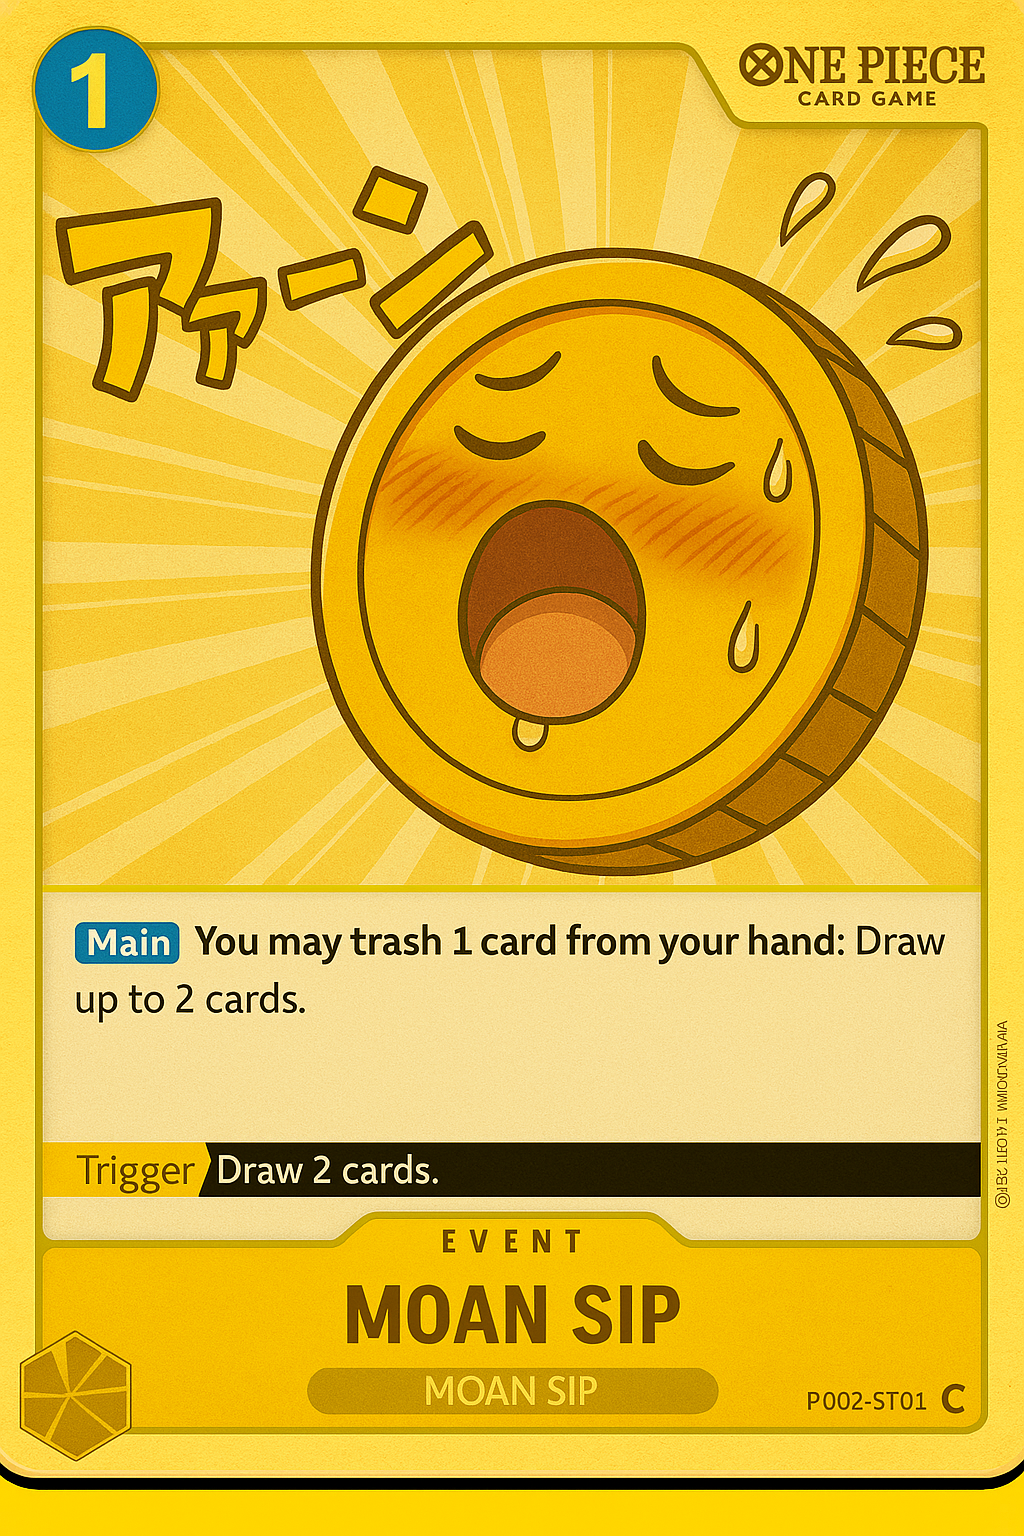 1
ONE PIECE
CARD GAME
アァーン
Main You may trash 1 card from your hand: Draw
up to 2 cards.
Trigger Draw 2 cards.
EVENT
MOAN SIP
MOAN SIP
P002-ST01 C